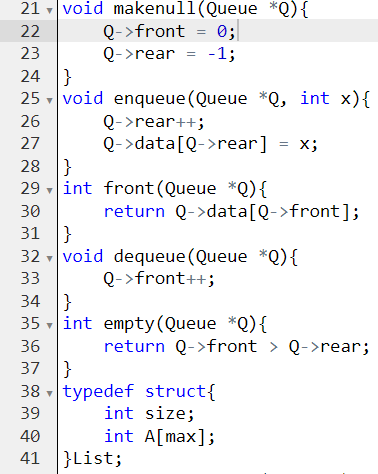 21 void makenull(Queue *Q){
22     Q->front = 0;
23     Q->rear = -1;
24 }
25 void enqueue(Queue *Q, int x){
26     Q->rear++;
27     Q->data[Q->rear] = x;
28 }
29 int front(Queue *Q){
30     return Q->data[Q->front];
31 }
32 void dequeue(Queue *Q){
33     Q->front++;
34 }
35 int empty(Queue *Q){
36     return Q->front > Q->rear;
37 }
38 typedef struct{
39     int size;
40     int A[max];
41 }List;